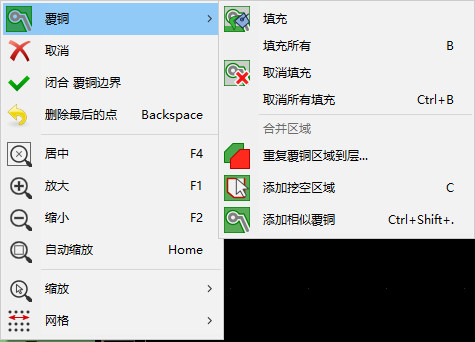 覆铜
取消
闭合 覆铜边界
删除最后的点 Backspace
居中 F4
放大 F1
缩小 F2
自动缩放 Home
缩放
网格
填充
填充所有 B
取消填充
取消所有填充 Ctrl+B
合并区域
重复覆铜区域到层...
添加挖空区域 C
添加相似覆铜 Ctrl+Shift+.